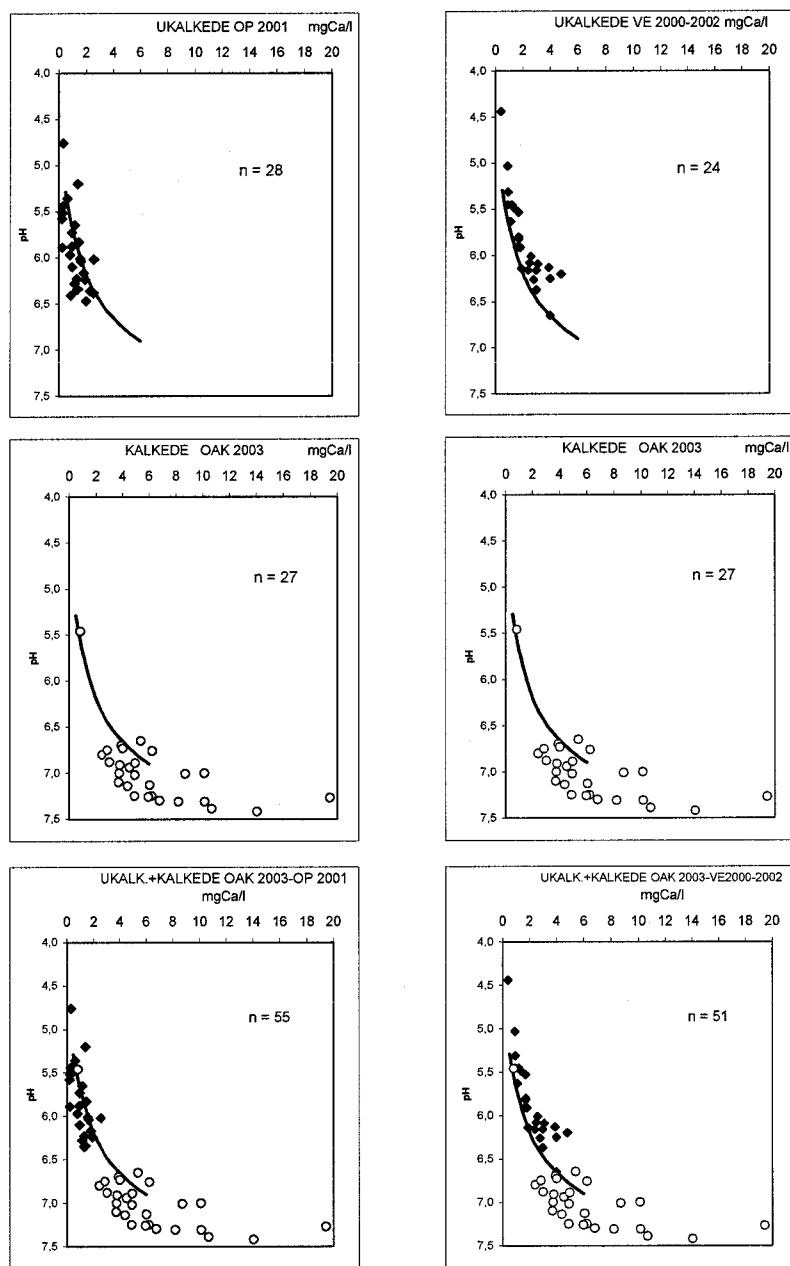 UKALKEDE OP 2001 mgCa/l
0 2 4 6 8 10 12 14 16 18 20
4,0
4,5
5,0
5,5
6,0
6,5
7,0
7,5
pH
n = 28
UKALKEDE VE 2000-2002 mgCa/l
0 2 4 6 8 10 12 14 16 18 20
4,0
4,5
5,0
5,5
6,0
6,5
7,0
7,5
pH
n = 24
KALKEDE OAK 2003 mgCa/l
0 2 4 6 8 10 12 14 16 18 20
4,0
4,5
5,0
5,5
6,0
6,5
7,0
7,5
pH
n = 27
KALKEDE OAK 2003 mgCa/l
0 2 4 6 8 10 12 14 16 18 20
4,0
4,5
5,0
5,5
6,0
6,5
7,0
7,5
pH
n = 27
UKALK.+KALKEDE OAK 2003-OP 2001
mgCa/l
0 2 4 6 8 10 12 14 16 18 20
4,0
4,5
5,0
5,5
6,0
6,5
7,0
7,5
pH
n = 55
UKALK.+KALKEDE OAK 2003-VE2000-2002
mgCa/l
0 2 4 6 8 10 12 14 16 18 20
4,0
4,5
5,0
5,5
6,0
6,5
7,0
7,5
pH
n = 51